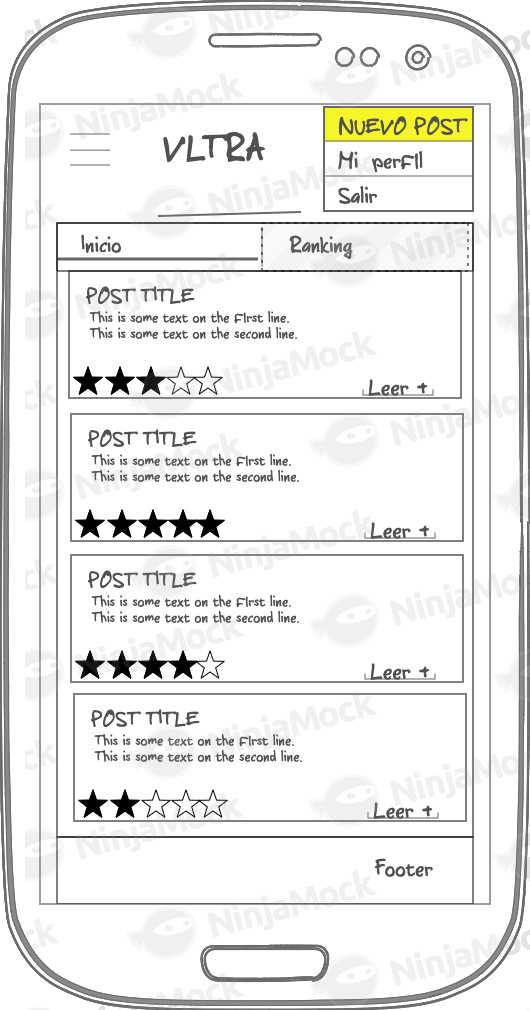 VLTRA
NUEVO POST
Mi perfil
Salir
Inicio
Ranking
POST TITLE
This is some text on the first line.
This is some text on the second line.
Leer +
POST TITLE
This is some text on the first line.
This is some text on the second line.
Leer +
POST TITLE
This is some text on the first line.
This is some text on the second line.
Leer +
POST TITLE
This is some text on the first line.
This is some text on the second line.
Leer +
Footer
NinjaMock